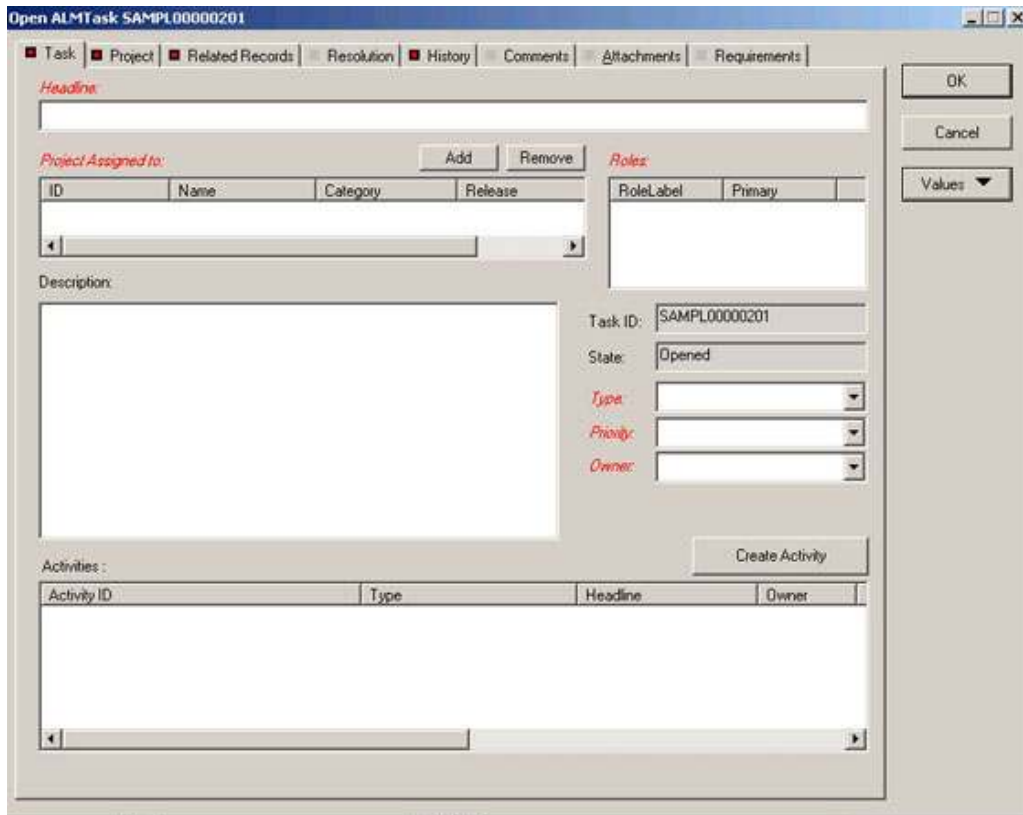 Open ALMTask SAMPL00000201
Task Project Related Records Resolution History Comments Attachments Requirements
OK
Cancel
Values
Headline:
Project Assigned to: Add Remove
ID Name Category Release
Roles:
RoleLabel Primary
Description:
Task ID: SAMPL00000201
State: Opened
Type:
Priority:
Owner:
Create Activity
Activities :
Activity ID Type Headline Owner